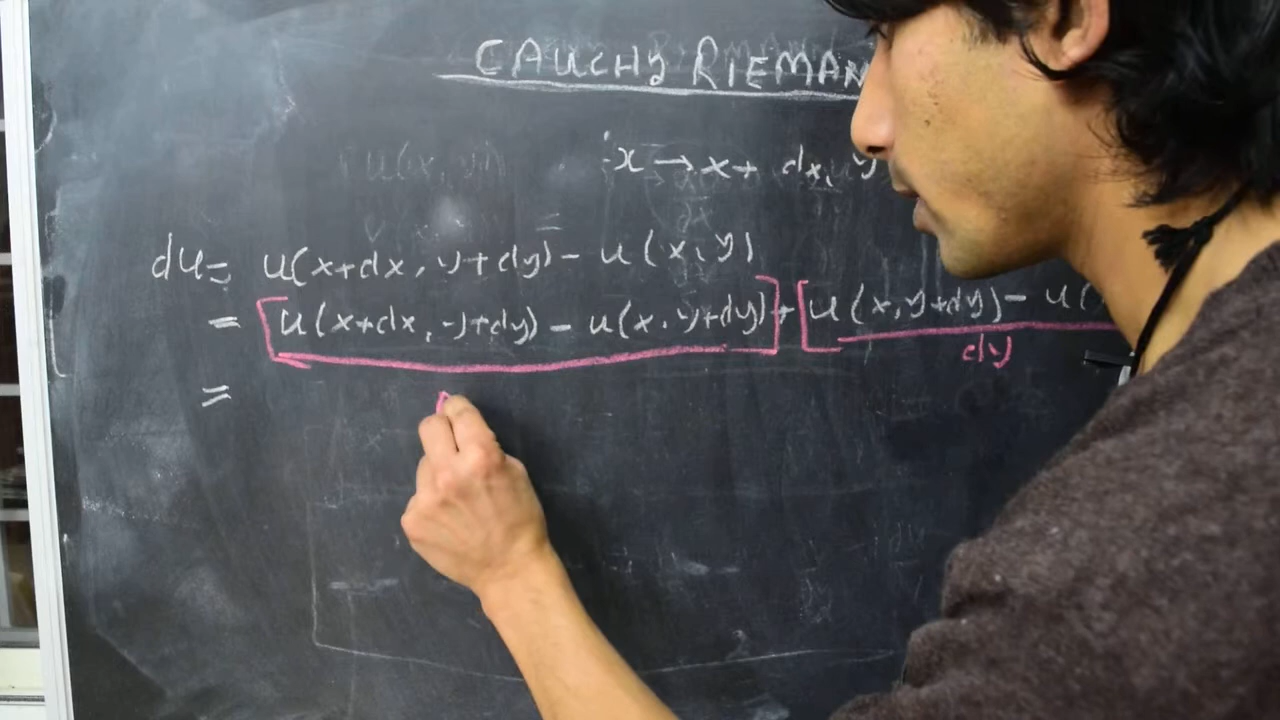 CAUCHY RIEMAN
x → x + dx, y
du = u(x+dx, y+dy) - u(x,y)
= [u(x+dx, y+dy) - u(x, y+dy)] + [u(x, y+dy) - u(
dy
=